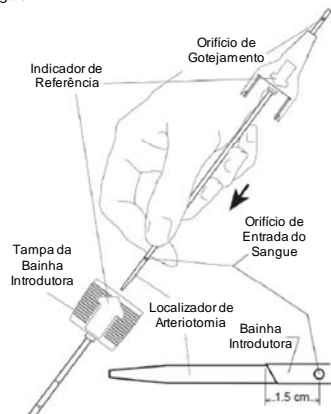 Orifício de
Gotejamento
Indicador de
Referência
Orifício de
Entrada do
Sangue
Tampa da
Bainha
Introdutora
Localizador de
Arteriotomia
Bainha
Introdutora
1.5 cm